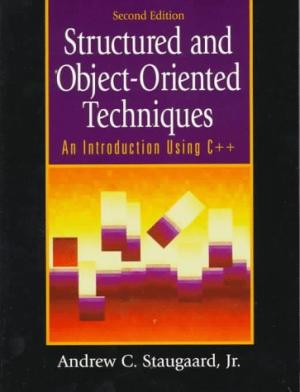 Second Edition
Structured and
Object-Oriented
Techniques
An Introduction Using C++
Andrew C. Staugaard, Jr.